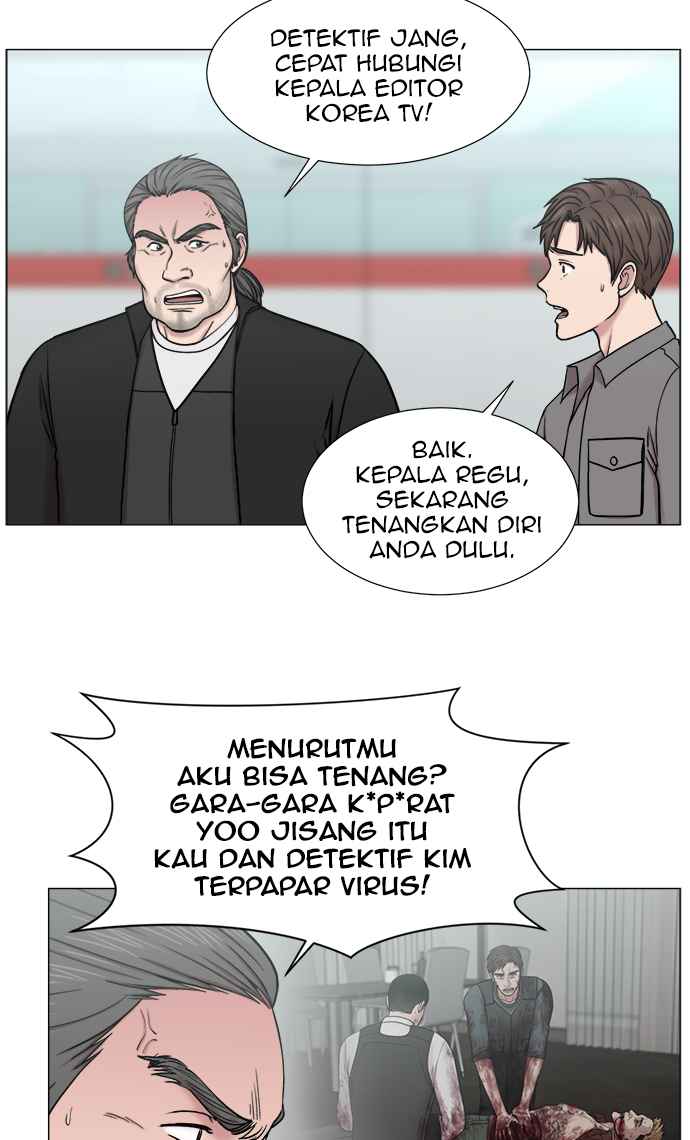 DETEKTIF JANG,
CEPAT HUBUNGI
KEPALA EDITOR
KOREA TV!
BAIK.
KEPALA REGU,
SEKARANG
TENANGKAN DIRI
ANDA DULU.
MENURUTMU
AKU BISA TENANG?
GARA-GARA K*P*RAT
YOO JISANG ITU
KAU DAN DETEKTIF KIM
TERPAPAR VIRUS!